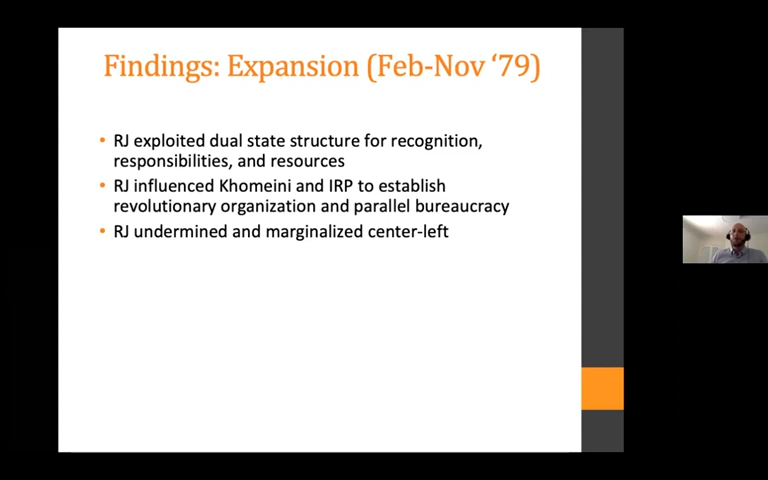 Findings: Expansion (Feb-Nov ‘79)
• RJ exploited dual state structure for recognition,
responsibilities, and resources
• RJ influenced Khomeini and IRP to establish
revolutionary organization and parallel bureaucracy
• RJ undermined and marginalized center-left